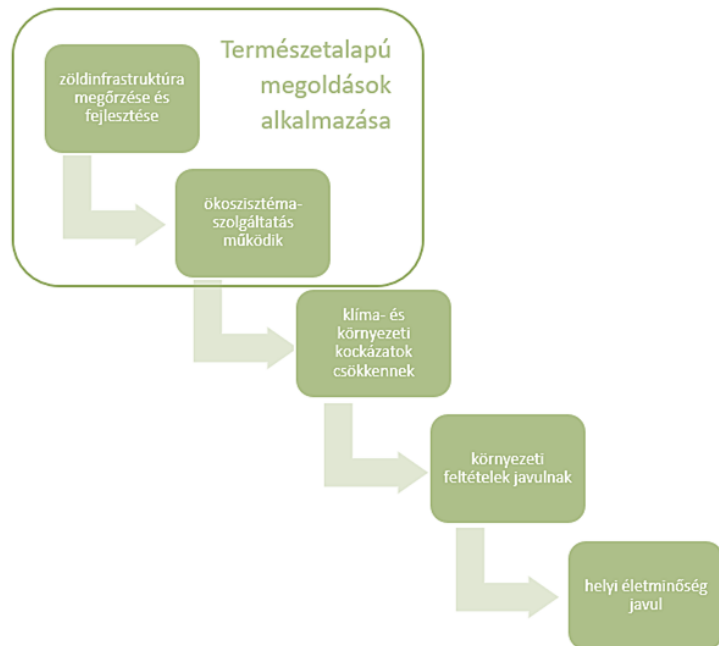 Természetalapú
megoldások
alkalmazása
zöldinfrastruktúra
megőrzése és
fejlesztése
ökoszisztéma-
szolgáltatás
működik
klíma- és
környezeti
kockázatok
csökkennek
környezeti
feltételek javulnak
helyi életminőség
javul